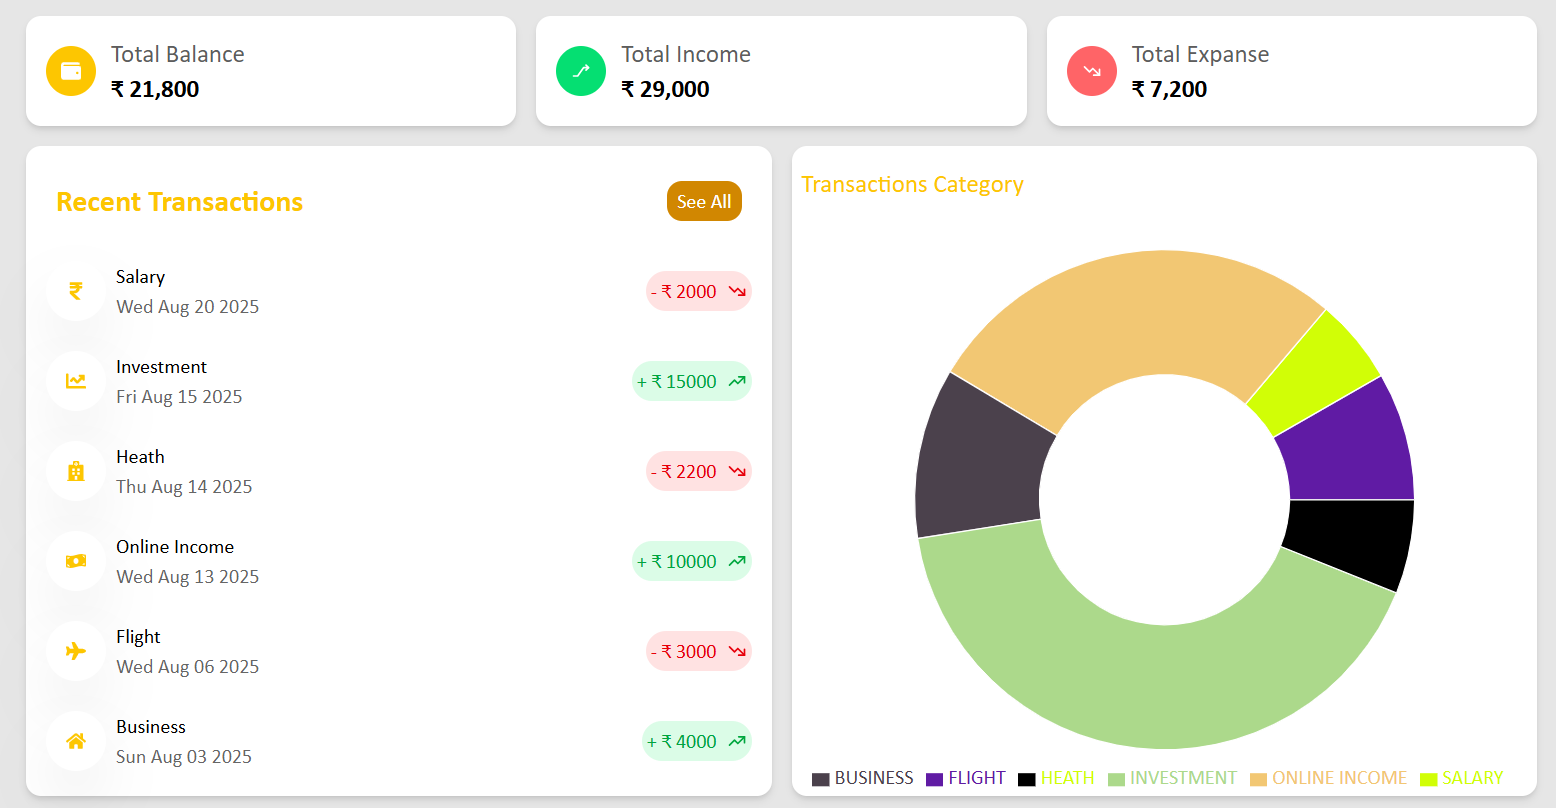 Total Balance
₹ 21,800
Total Income
₹ 29,000
Total Expanse
₹ 7,200
Recent Transactions
See All
Salary
Wed Aug 20 2025
- ₹ 2000
Investment
Fri Aug 15 2025
+ ₹ 15000
Heath
Thu Aug 14 2025
- ₹ 2200
Online Income
Wed Aug 13 2025
+ ₹ 10000
Flight
Wed Aug 06 2025
- ₹ 3000
Business
Sun Aug 03 2025
+ ₹ 4000
Transactions Category
BUSINESS FLIGHT HEATH INVESTMENT ONLINE INCOME SALARY